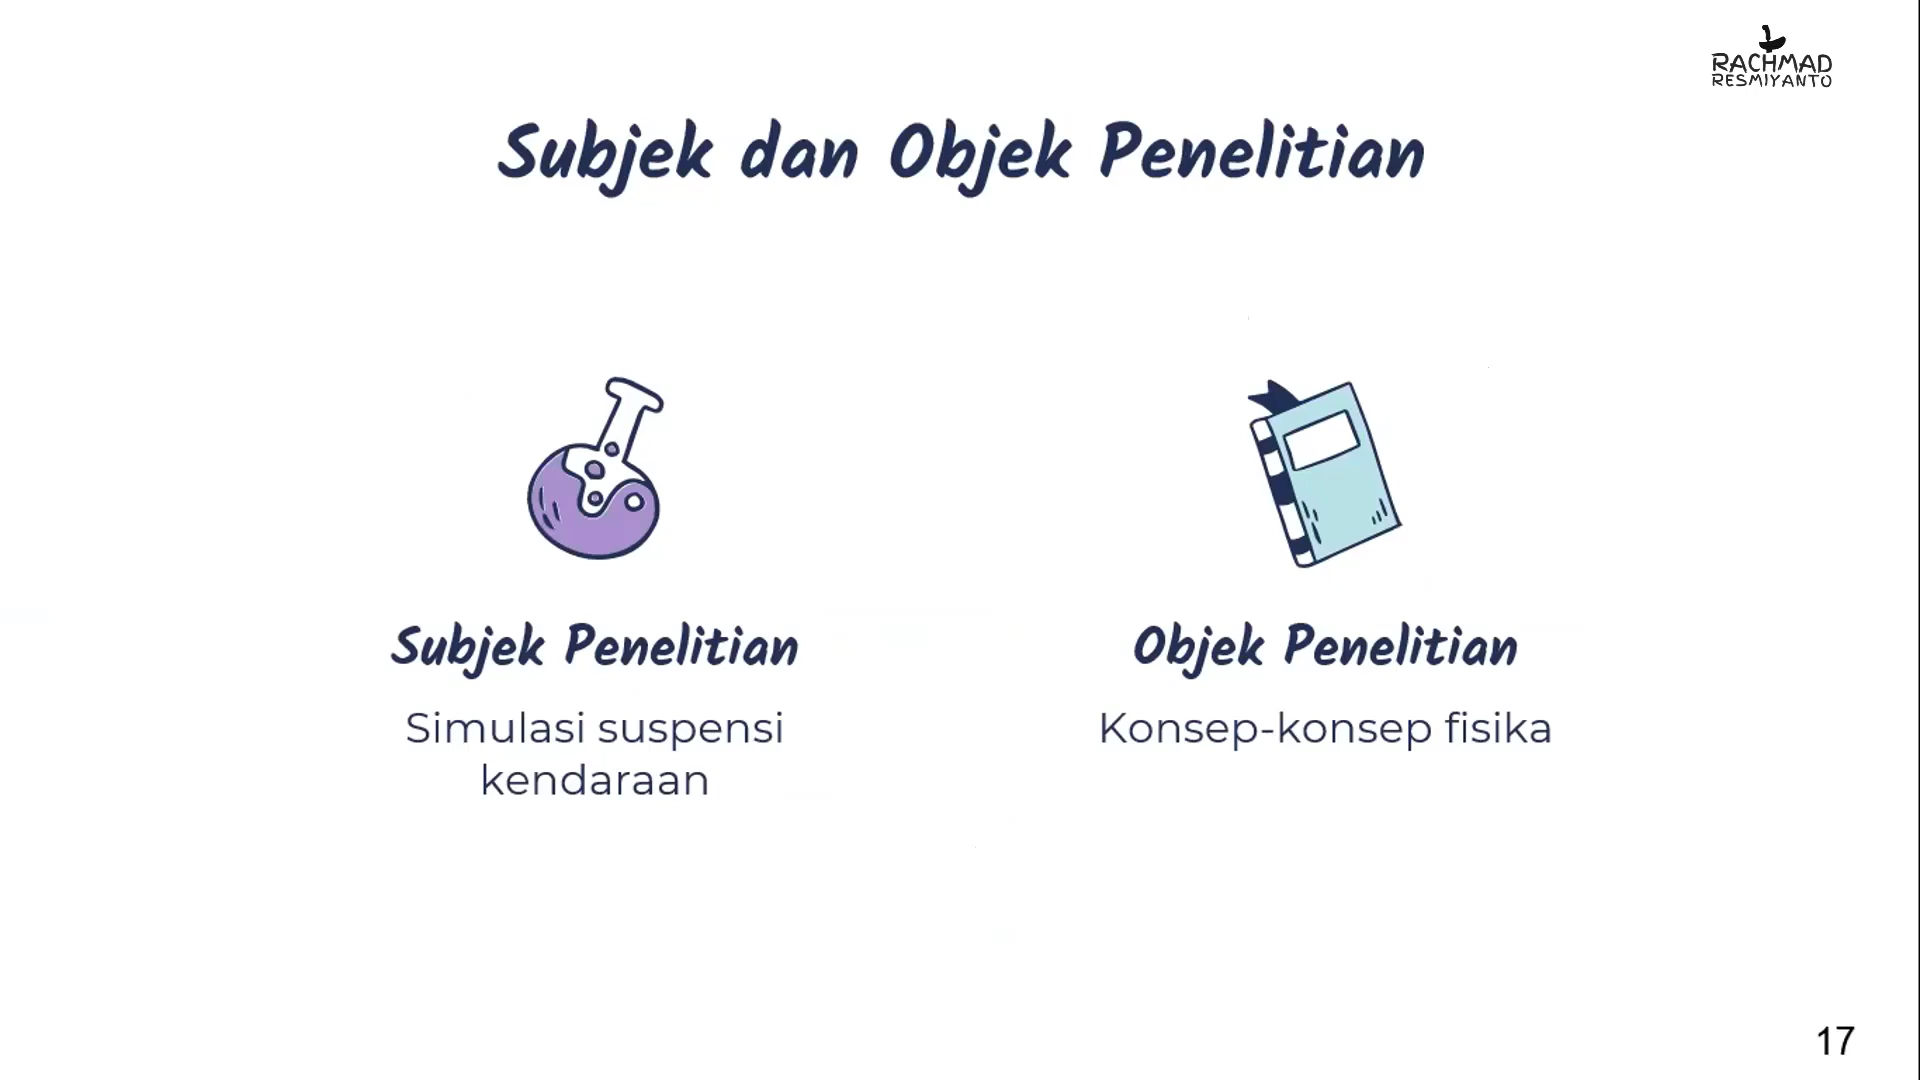 RACHMAD
RESMIYANTO
Subjek dan Objek Penelitian
Subjek Penelitian
Simulasi suspensi
kendaraan
Objek Penelitian
Konsep-konsep fisika
17